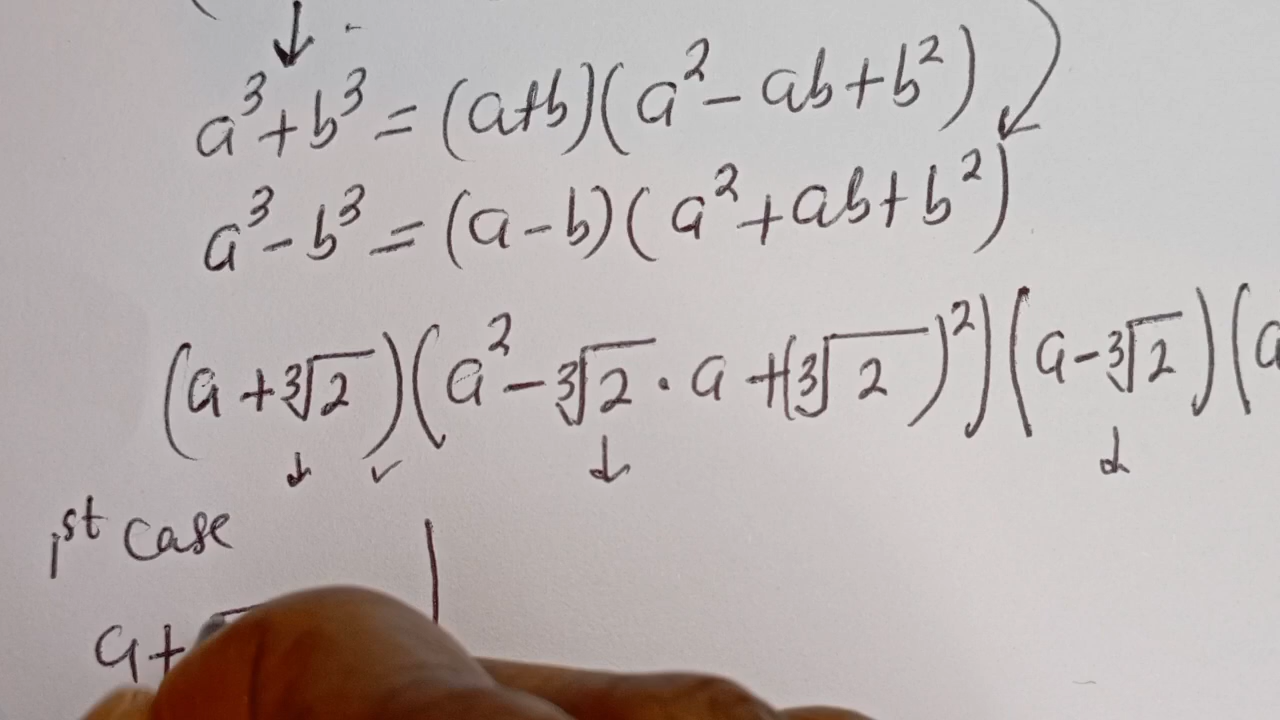 a³+b³=(a+b)(a²-ab+b²)
a³-b³=(a-b)(a²+ab+b²)
(a+∛2)(a²-∛2·a+(∛2)²)(a-∛2)(a
1st Case
a+